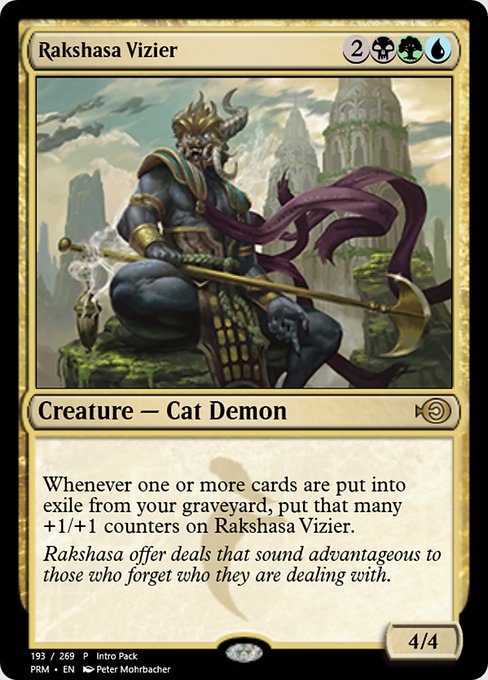 Rakshasa Vizier
2
Creature — Cat Demon
Whenever one or more cards are put into
exile from your graveyard, put that many
+1/+1 counters on Rakshasa Vizier.
Rakshasa offer deals that sound advantageous to
those who forget who they are dealing with.
4/4
193 / 269 P Intro Pack
PRM • EN Peter Mohrbacher